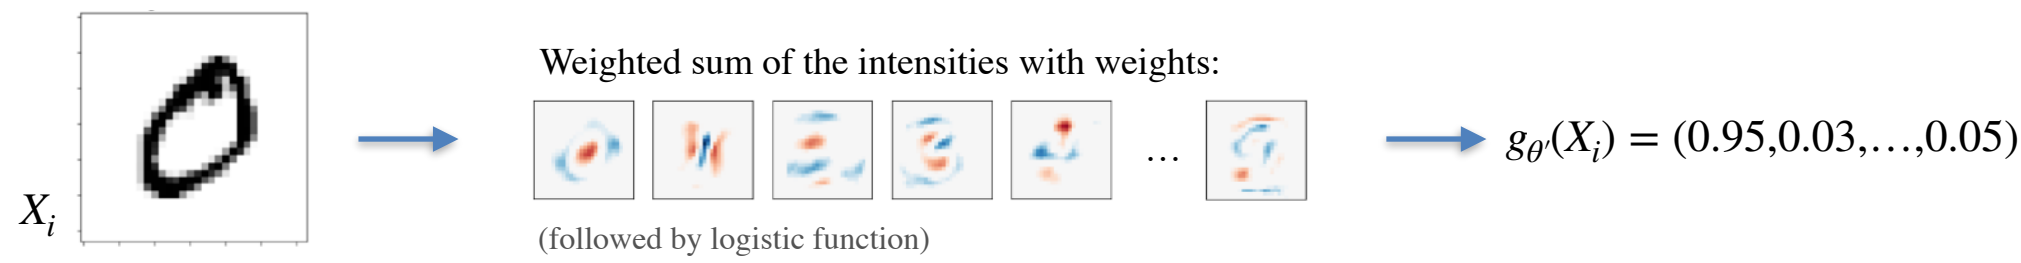 Weighted sum of the intensities with weights:
X_i
…
g_θ′(X_i) = (0.95,0.03,…,0.05)
(followed by logistic function)